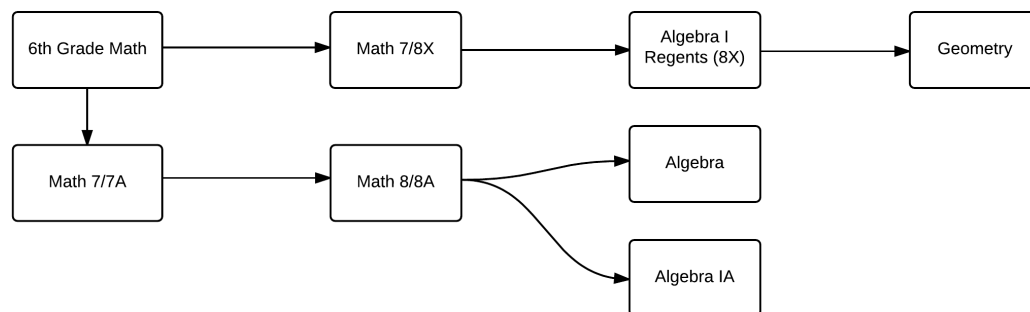 6th Grade Math
Math 7/8X
Algebra I
Regents (8X)
Geometry
Math 7/7A
Math 8/8A
Algebra
Algebra IA